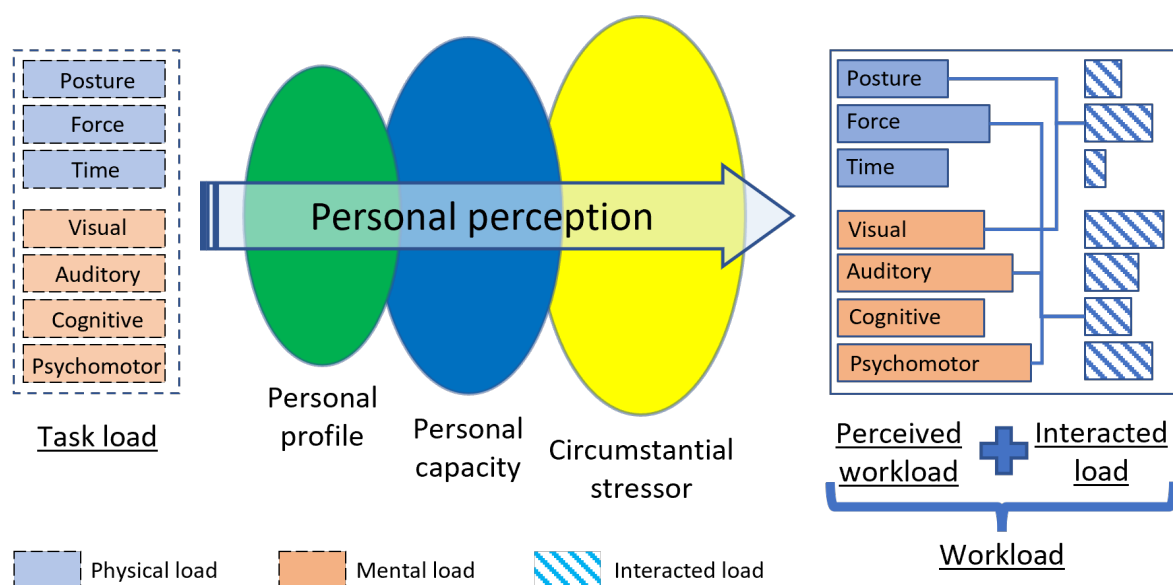 Posture
Force
Time
Visual
Auditory
Cognitive
Psychomotor
Task load
Personal perception
Personal
profile
Personal
capacity
Circumstantial
stressor
Posture
Force
Time
Visual
Auditory
Cognitive
Psychomotor
Perceived
workload
Interacted
load
Workload
Physical load
Mental load
Interacted load